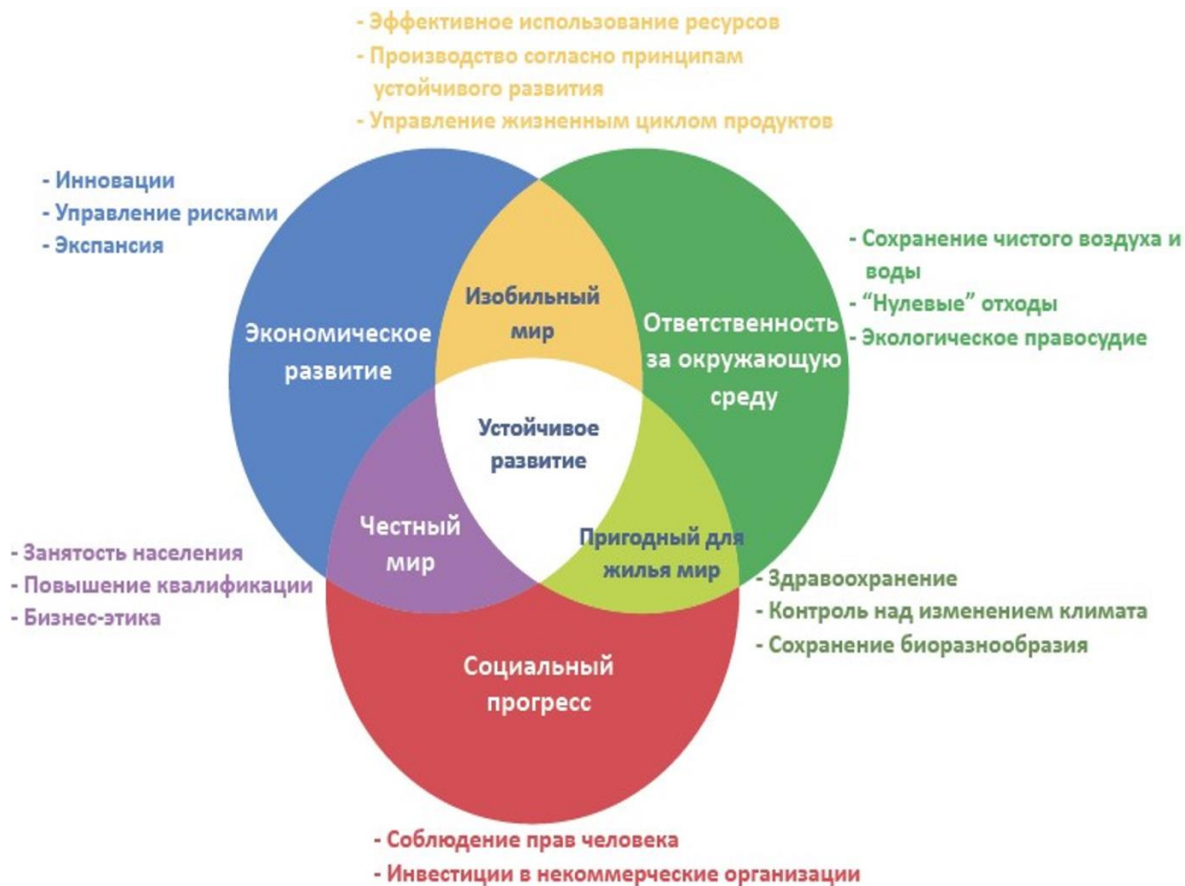 - Эффективное использование ресурсов
- Производство согласно принципам
устойчивого развития
- Управление жизненным циклом продуктов
- Инновации
- Управление рисками
- Экспансия
- Сохранение чистого воздуха и
воды
- “Нулевые” отходы
- Экологическое правосудие
Изобильный
мир
Экономическое
развитие
Ответственность
за окружающую
среду
Устойчивое
развитие
Честный
мир
Пригодный для
жилья мир
- Занятость населения
- Повышение квалификации
- Бизнес-этика
- Здравоохранение
- Контроль над изменением климата
- Сохранение биоразнообразия
Социальный
прогресс
- Соблюдение прав человека
- Инвестиции в некоммерческие организации